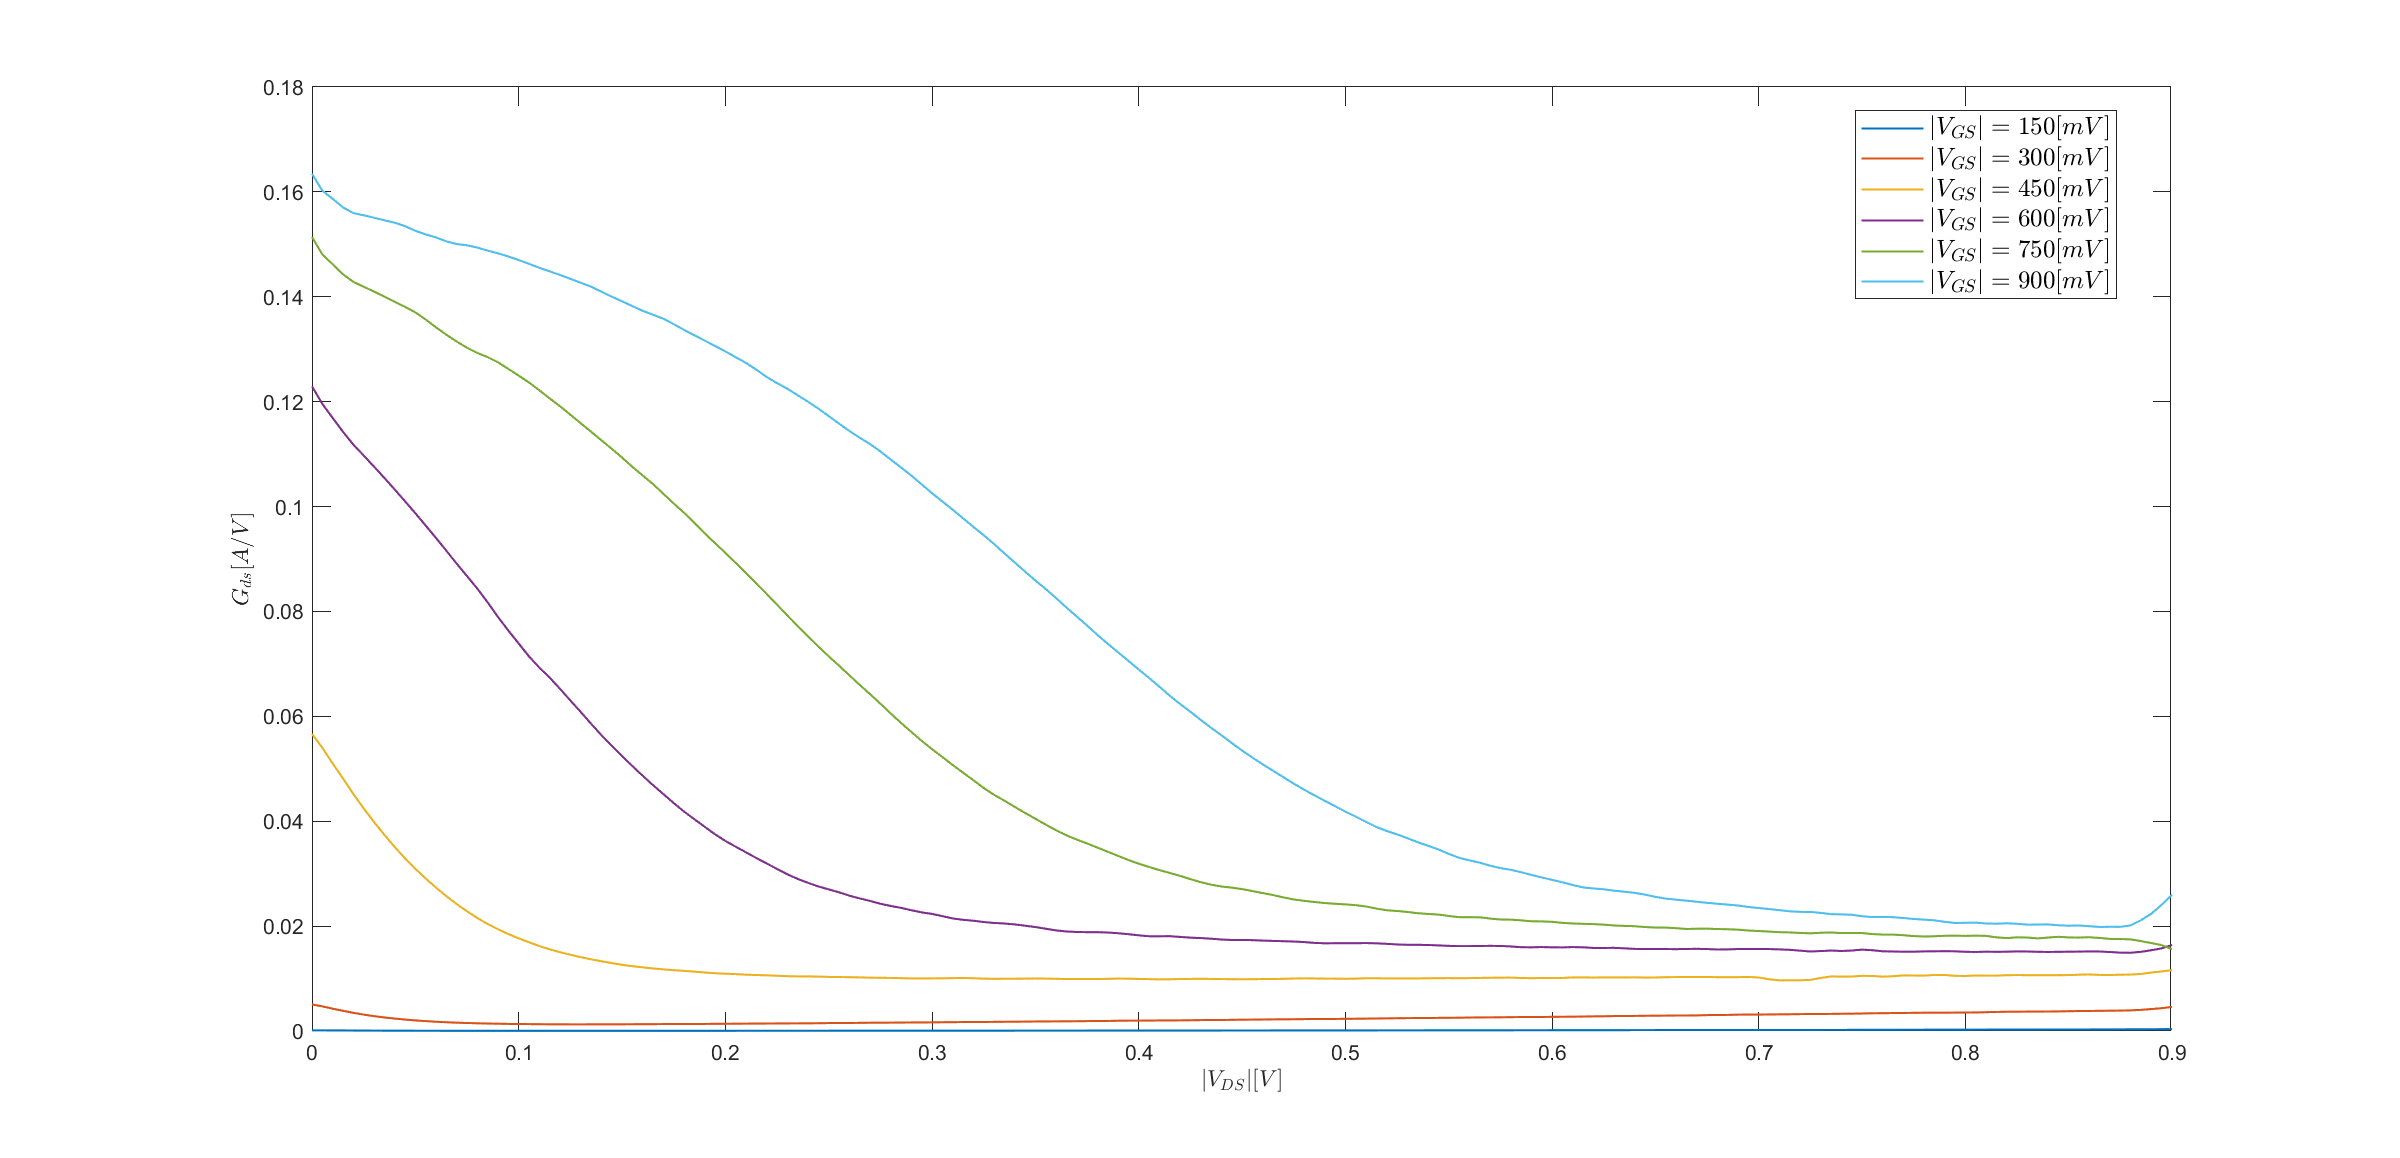 0.18
0.16
0.14
0.12
0.1
0.08
0.06
0.04
0.02
0
G_{ds}[A/V]
|V_{GS}| = 150[mV]
|V_{GS}| = 300[mV]
|V_{GS}| = 450[mV]
|V_{GS}| = 600[mV]
|V_{GS}| = 750[mV]
|V_{GS}| = 900[mV]
0 0.1 0.2 0.3 0.4 0.5 0.6 0.7 0.8 0.9
|V_{DS}|[V]